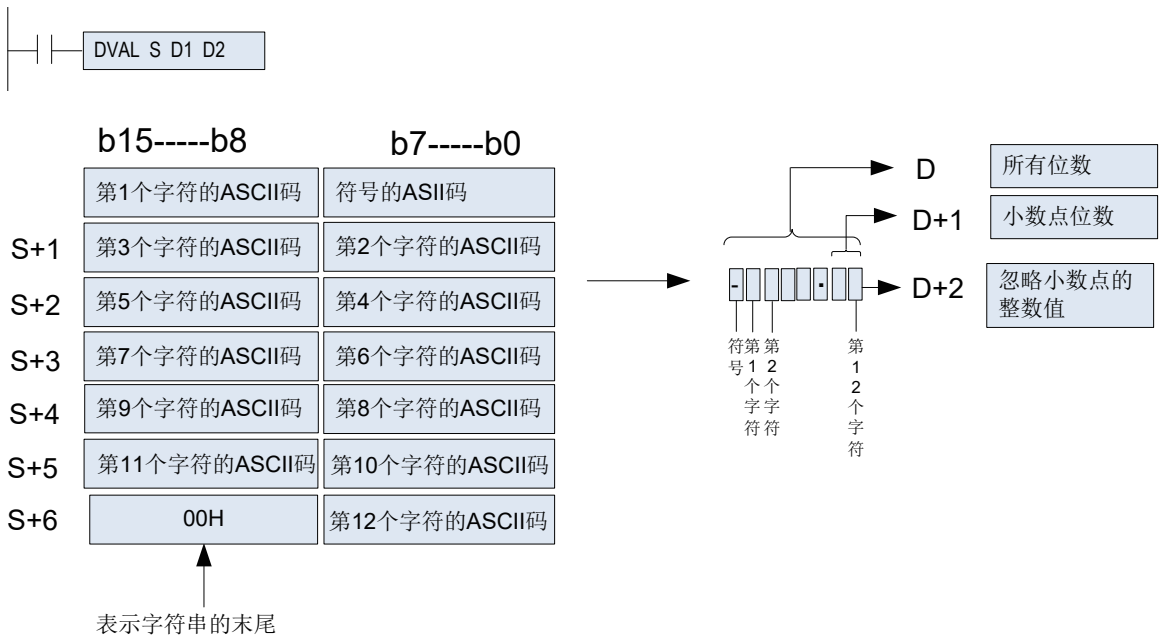 DVAL S D1 D2
b15-----b8
b7-----b0
第1个字符的ASCII码
符号的ASII码
S+1
第3个字符的ASCII码
第2个字符的ASCII码
S+2
第5个字符的ASCII码
第4个字符的ASCII码
S+3
第7个字符的ASCII码
第6个字符的ASCII码
S+4
第9个字符的ASCII码
第8个字符的ASCII码
S+5
第11个字符的ASCII码
第10个字符的ASCII码
S+6
00H
第12个字符的ASCII码
表示字符串的末尾
D
所有位数
D+1
小数点位数
D+2
忽略小数点的
整数值
-
.
符号
第1个字符
第2个字符
第12个字符